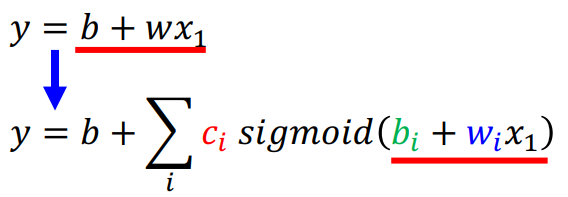 y = b + wx₁
y = b + ∑ᵢ cᵢ sigmoid(bᵢ + wᵢx₁)